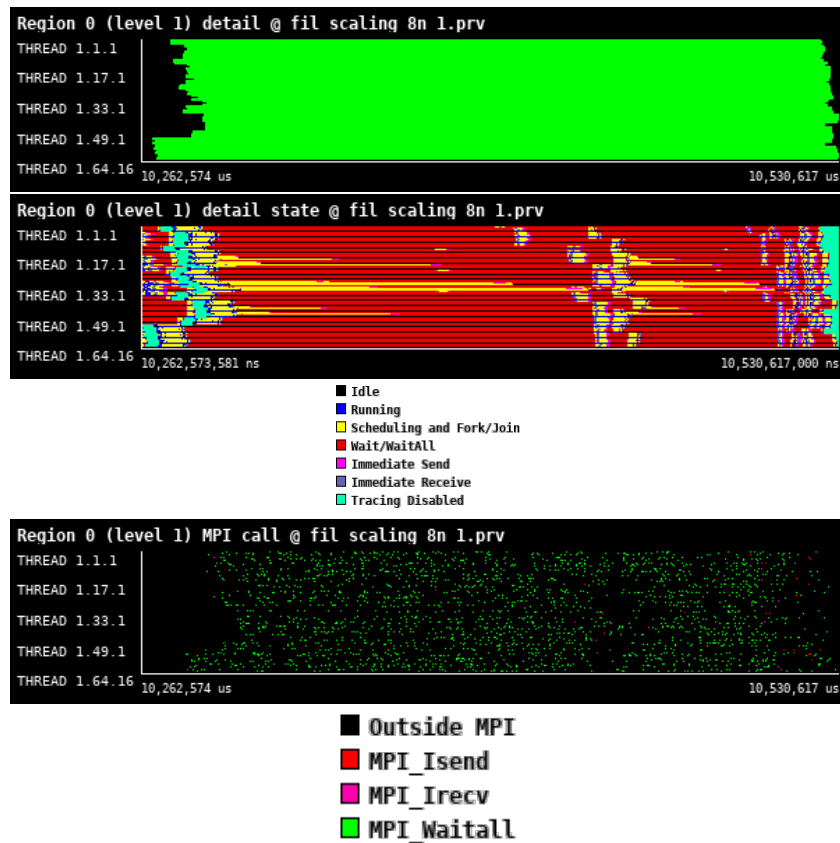 Region 0 (level 1) detail @ fil scaling 8n 1.prv
THREAD 1.1.1
THREAD 1.17.1
THREAD 1.33.1
THREAD 1.49.1
THREAD 1.64.16
10,262,574 us 10,530,617 us
Region 0 (level 1) detail state @ fil scaling 8n 1.prv
THREAD 1.1.1
THREAD 1.17.1
THREAD 1.33.1
THREAD 1.49.1
THREAD 1.64.16
10,262,573,581 ns 10,530,617,000 ns
Idle
Running
Scheduling and Fork/Join
Wait/WaitAll
Immediate Send
Immediate Receive
Tracing Disabled
Region 0 (level 1) MPI call @ fil scaling 8n 1.prv
THREAD 1.1.1
THREAD 1.17.1
THREAD 1.33.1
THREAD 1.49.1
THREAD 1.64.16
10,262,574 us 10,530,617 us
Outside MPI
MPI_Isend
MPI_Irecv
MPI_Waitall